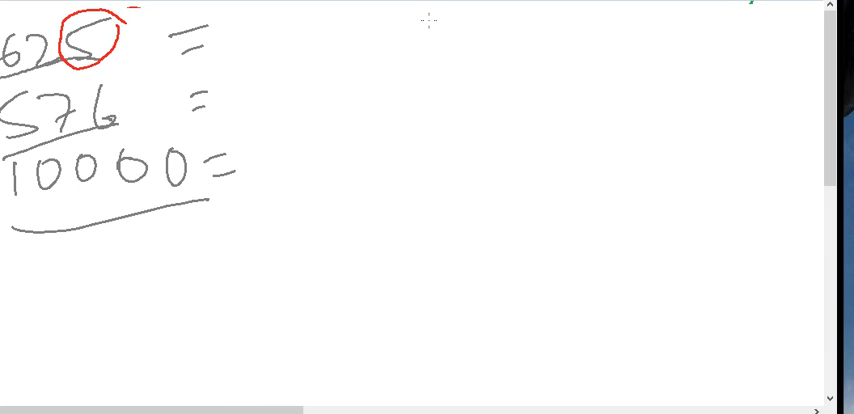 625 =
576 =
10000=